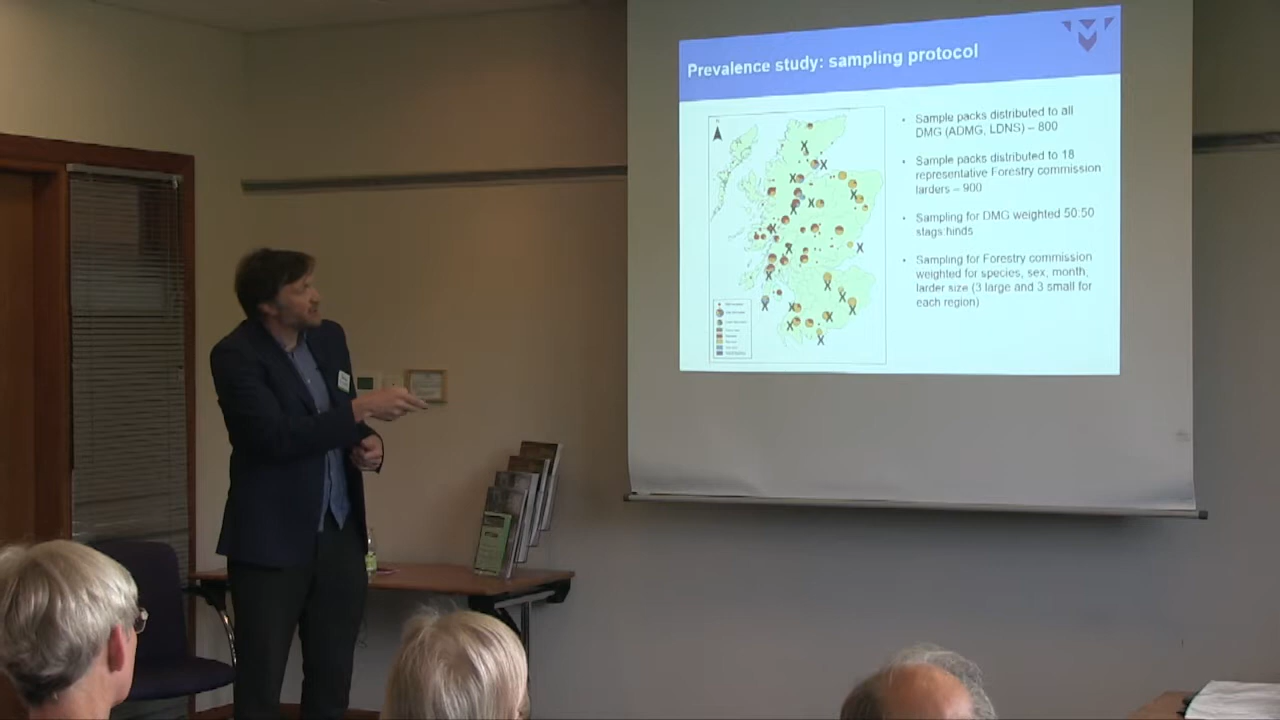 Prevalence study: sampling protocol
• Sample packs distributed to all
DMG (ADMG, LDNS) – 800
• Sample packs distributed to 18
representative Forestry commission
larders – 900
• Sampling for DMG weighted 50:50
stags:hinds
• Sampling for Forestry commission
weighted for species, sex, month,
larder size (3 large and 3 small for
each region)